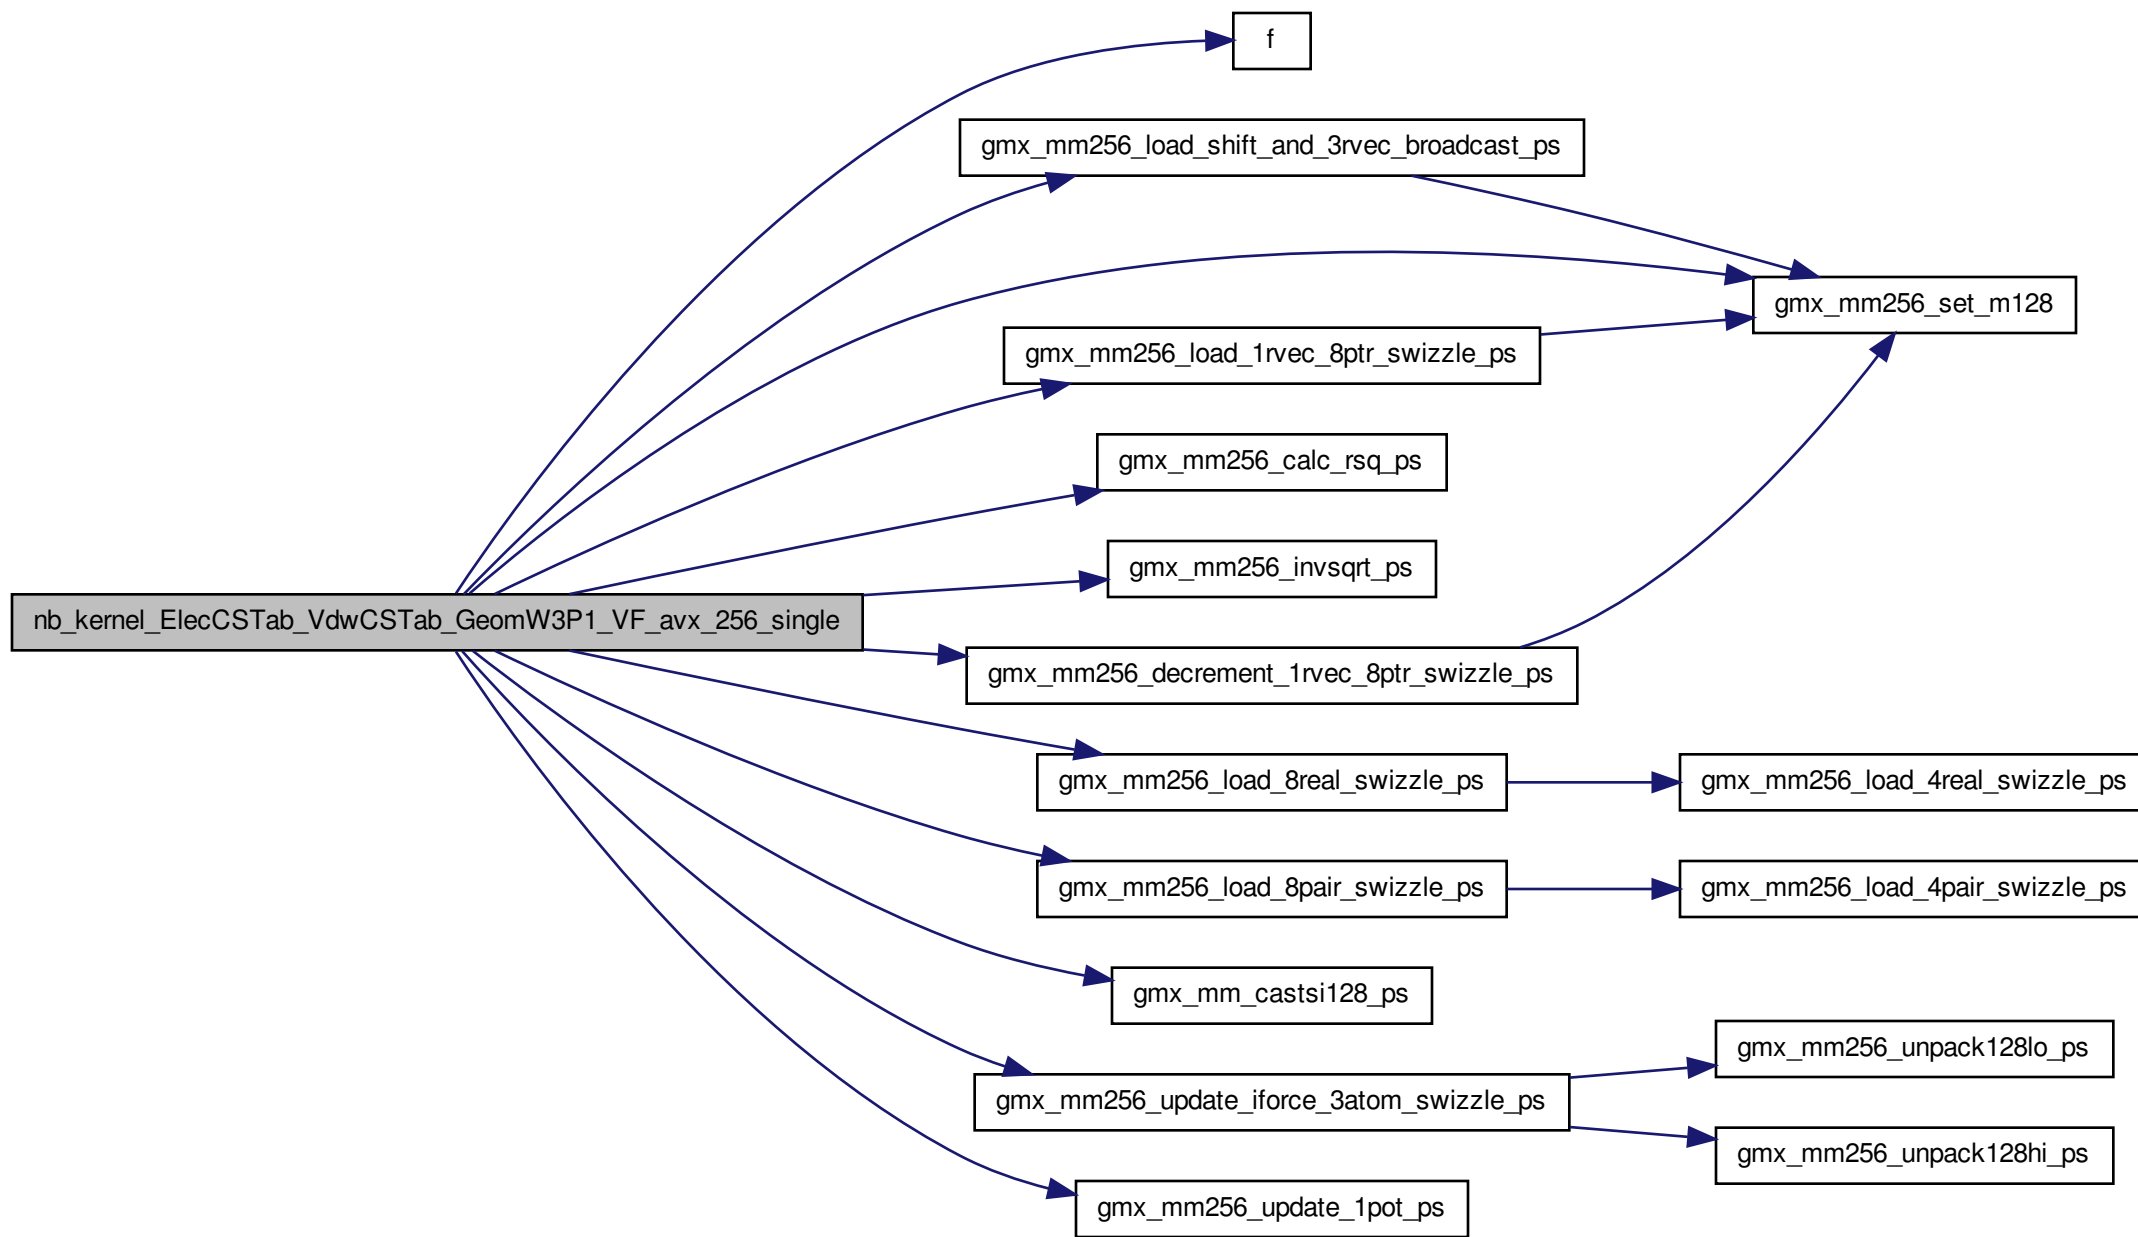 f
gmx_mm256_load_shift_and_3rvec_broadcast_ps
gmx_mm256_set_m128
gmx_mm256_load_1rvec_8ptr_swizzle_ps
gmx_mm256_calc_rsq_ps
gmx_mm256_invsqrt_ps
nb_kernel_ElecCSTab_VdwCSTab_GeomW3P1_VF_avx_256_single
gmx_mm256_decrement_1rvec_8ptr_swizzle_ps
gmx_mm256_load_8real_swizzle_ps
gmx_mm256_load_4real_swizzle_ps
gmx_mm256_load_8pair_swizzle_ps
gmx_mm256_load_4pair_swizzle_ps
gmx_mm_castsi128_ps
gmx_mm256_unpack128lo_ps
gmx_mm256_update_iforce_3atom_swizzle_ps
gmx_mm256_unpack128hi_ps
gmx_mm256_update_1pot_ps